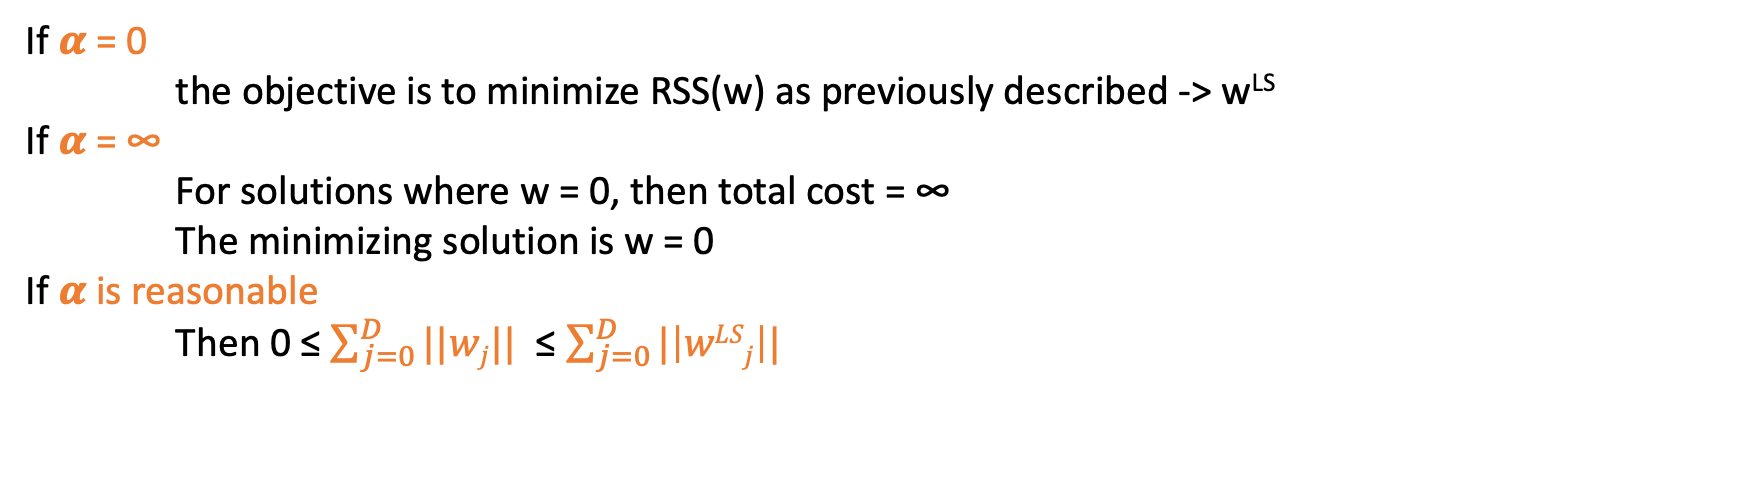 If 𝜶 = 0
the objective is to minimize RSS(w) as previously described -> wᴸˢ
If 𝜶 = ∞
For solutions where w = 0, then total cost = ∞
The minimizing solution is w = 0
If 𝜶 is reasonable
Then 0 ≤ ∑_{j=0}^{D} ||w_j|| ≤ ∑_{j=0}^{D} ||w^{LS}_j||